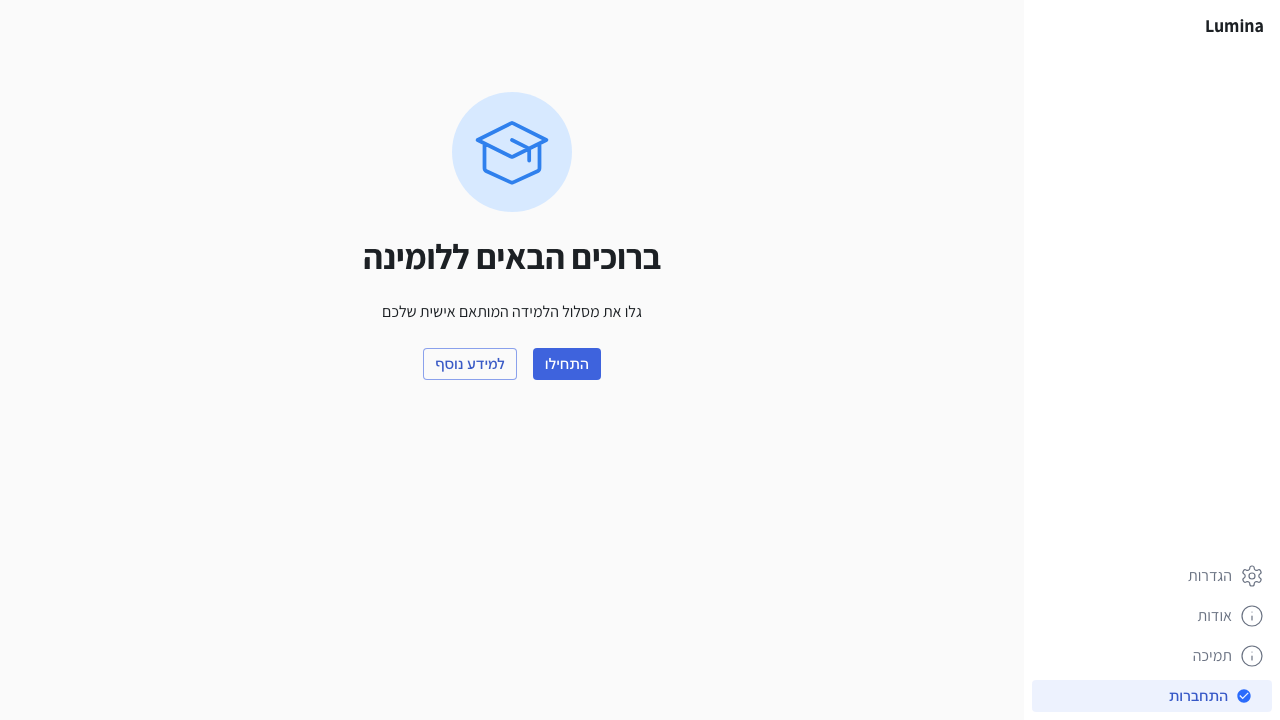 Lumina
הגדרות
אודות
תמיכה
התחברות
ברוכים הבאים ללומינה
גלו את מסלול הלמידה המותאם אישית שלכם
התחילו
למידע נוסף